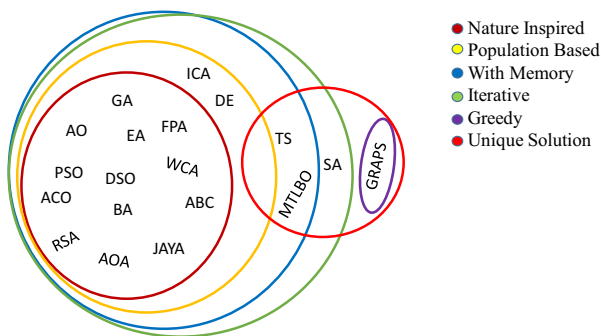 ICA
GA
DE
AO
EA
FPA
TS
WCA
SA
GRAPS
PSO
DSO
ACO
MTLBO
BA
ABC
RSA
AOA
JAYA
Nature Inspired
Population Based
With Memory
Iterative
Greedy
Unique Solution